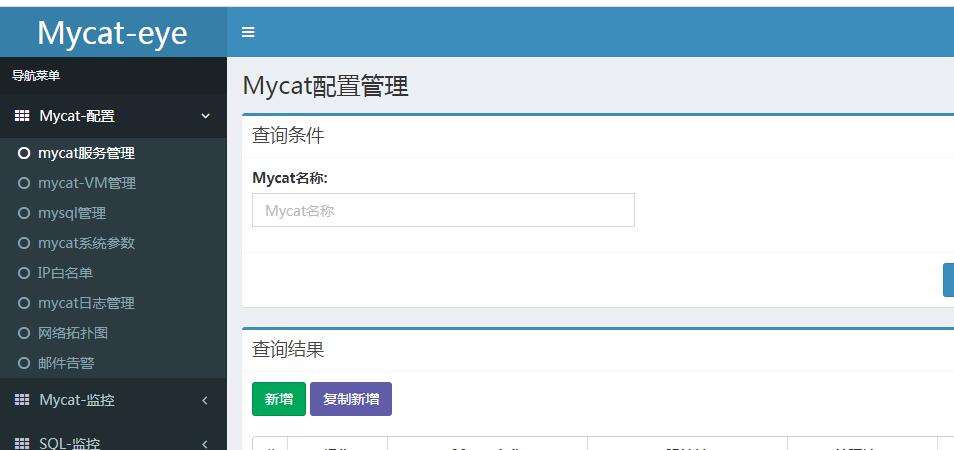 Mycat-eye
导航菜单
Mycat-配置
mycat服务管理
mycat-VM管理
mysql管理
mycat系统参数
IP白名单
mycat日志管理
网络拓扑图
邮件告警
Mycat-监控
SQL-监控
Mycat配置管理
查询条件
Mycat名称:
Mycat名称
查询结果
新增
复制新增